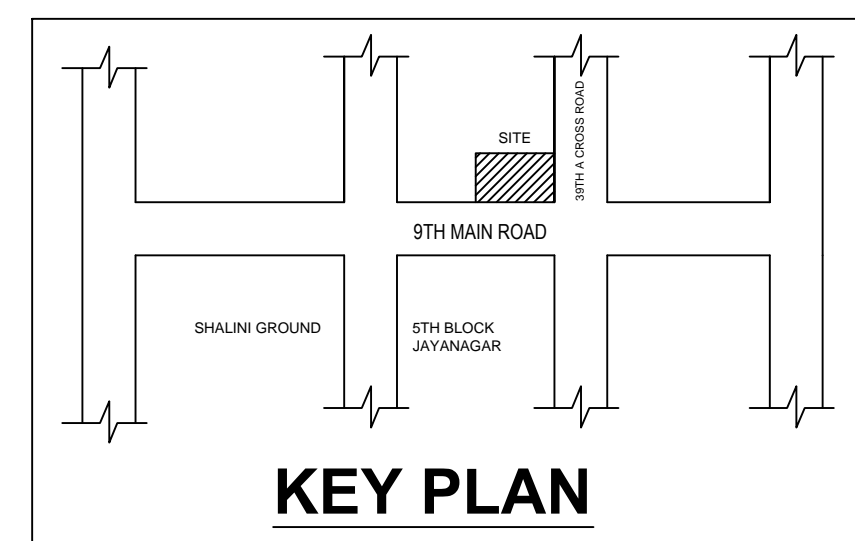 SITE
39TH A CROSS ROAD
9TH MAIN ROAD
SHALINI GROUND
5TH BLOCK
JAYANAGAR
KEY PLAN